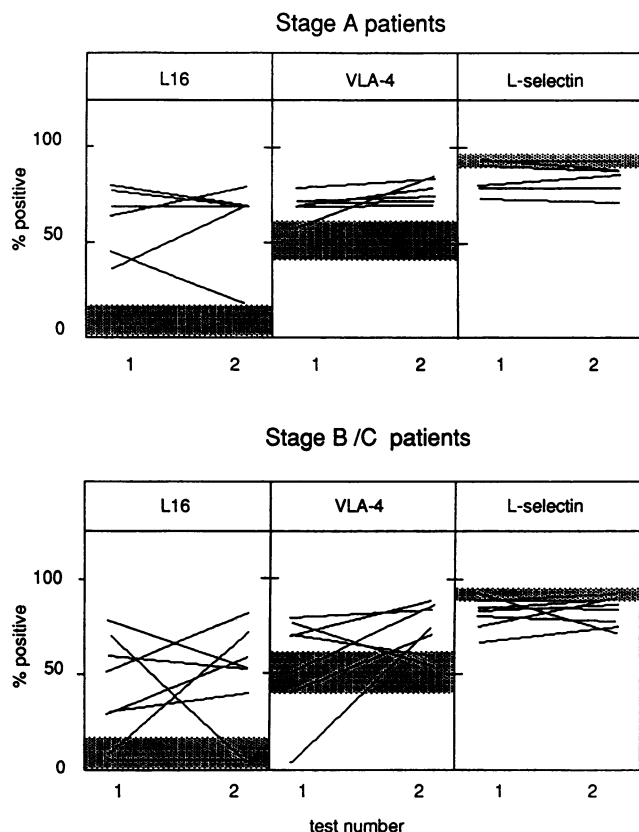 Stage A patients
L16 VLA-4 L-selectin
100
% positive
50
0
1 2 1 2 1 2
Stage B /C patients
L16 VLA-4 L-selectin
100
% positive
50
0
1 2 1 2 1 2
test number